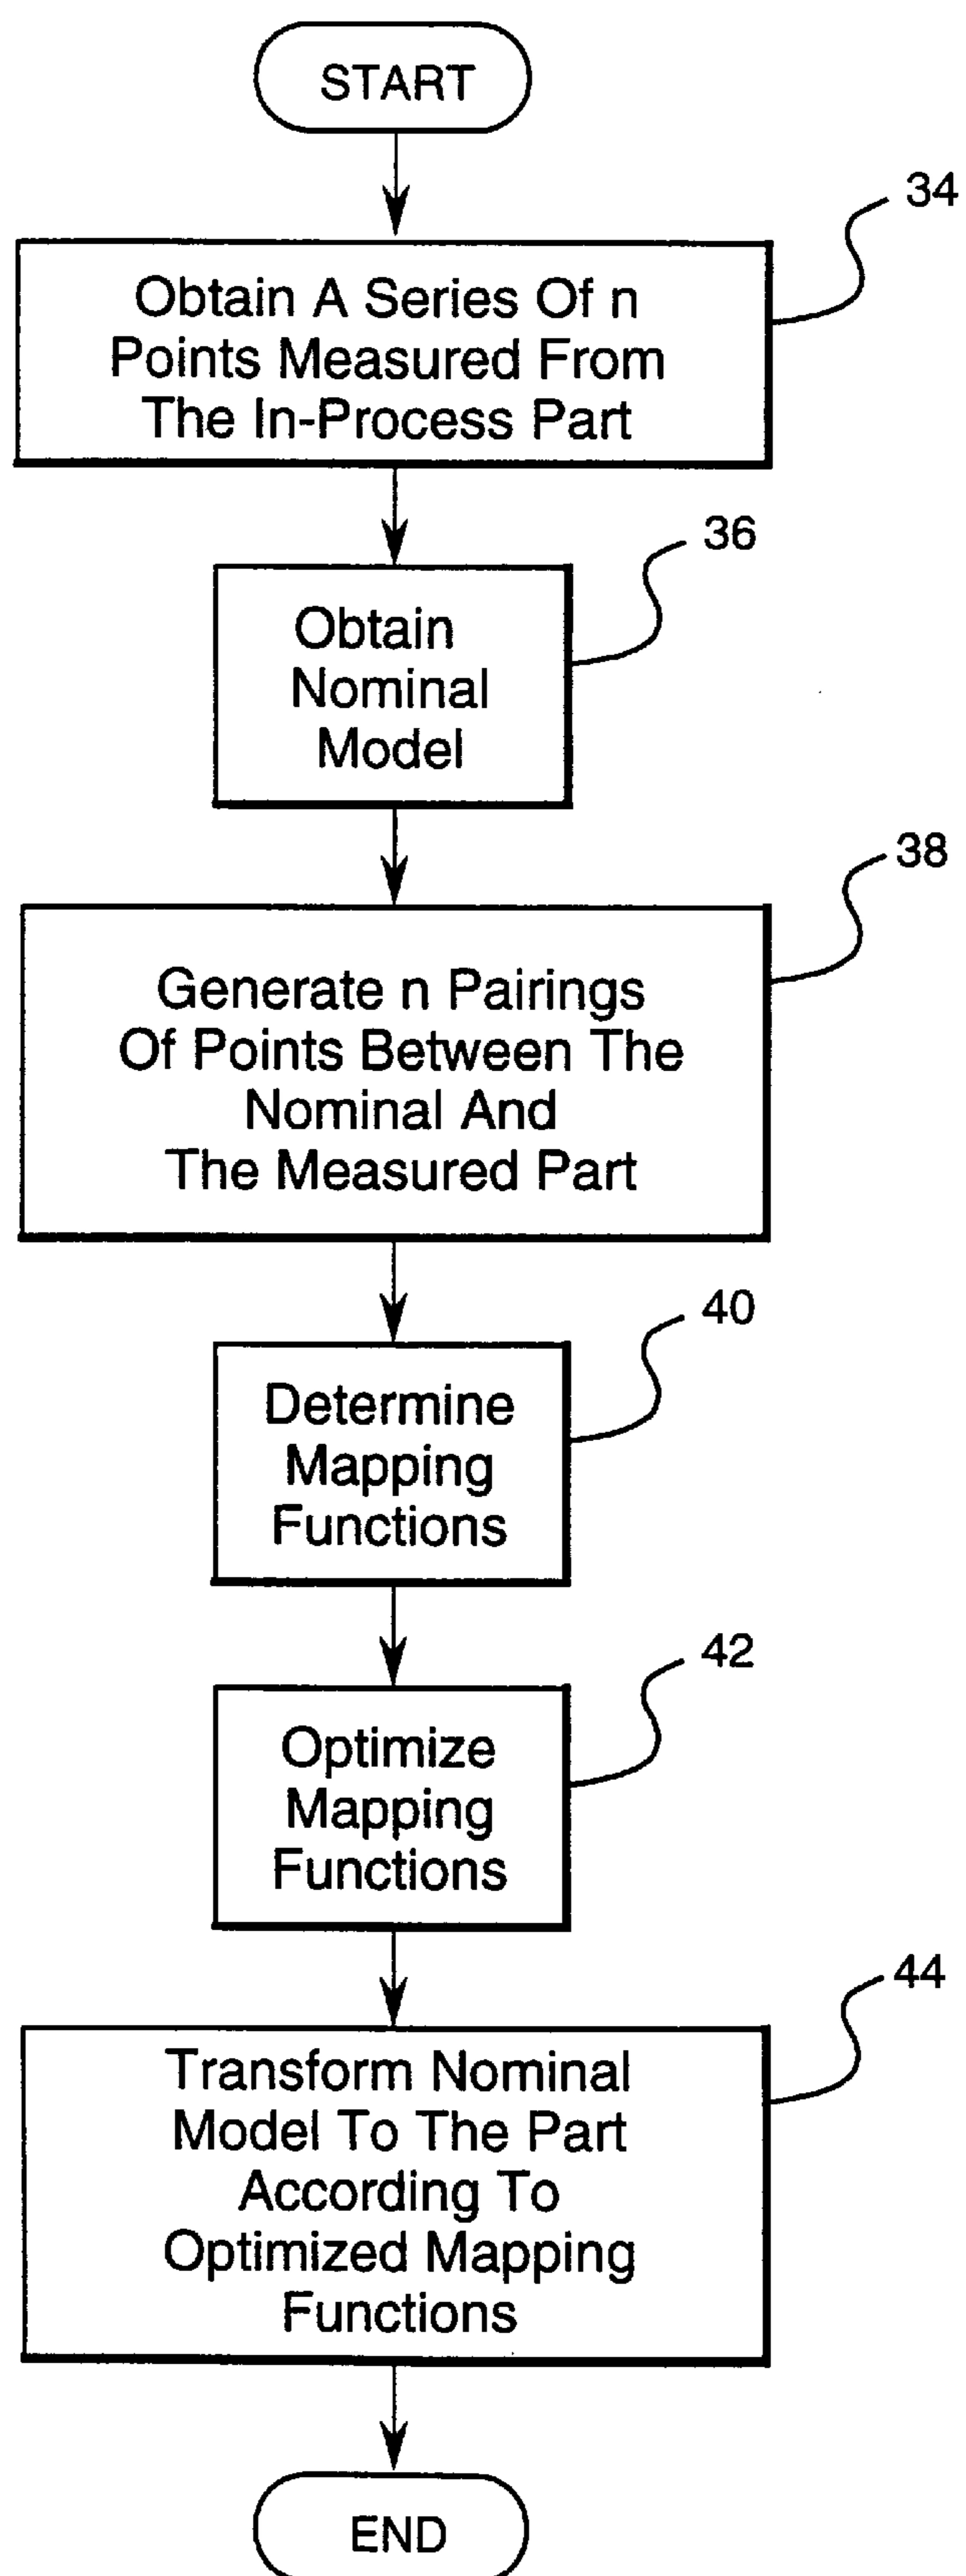 START
34
Obtain A Series Of n
Points Measured From
The In-Process Part
36
Obtain
Nominal
Model
38
Generate n Pairings
Of Points Between The
Nominal And
The Measured Part
40
Determine
Mapping
Functions
42
Optimize
Mapping
Functions
44
Transform Nominal
Model To The Part
According To
Optimized Mapping
Functions
END